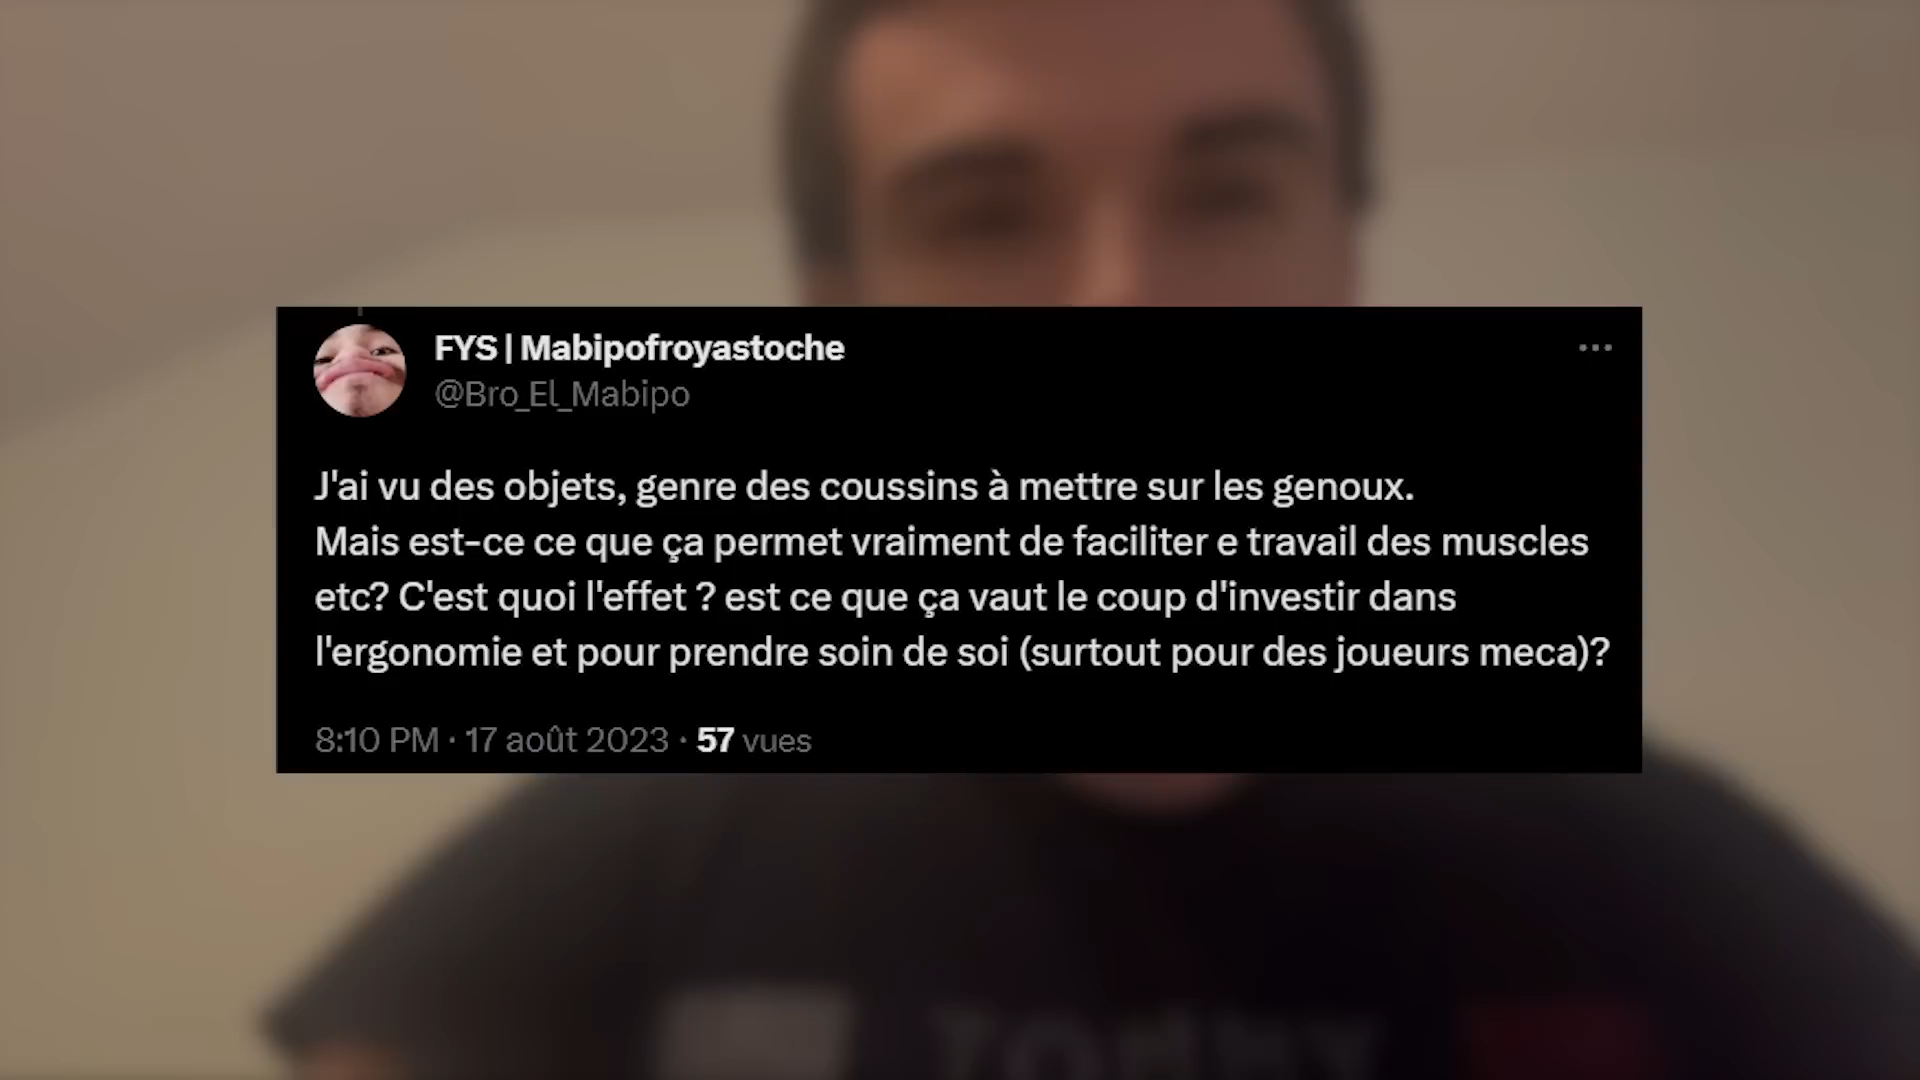 FYS | Mabipofroyastoche
@Bro_El_Mabipo
J'ai vu des objets, genre des coussins à mettre sur les genoux.
Mais est-ce ce que ça permet vraiment de faciliter e travail des muscles
etc? C'est quoi l'effet ? est ce que ça vaut le coup d'investir dans
l'ergonomie et pour prendre soin de soi (surtout pour des joueurs meca)?
8:10 PM · 17 août 2023 · 57 vues